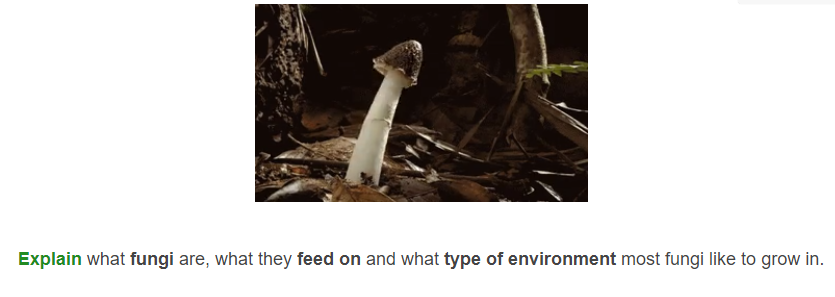 Explain what fungi are, what they feed on and what type of environment most fungi like to grow in.